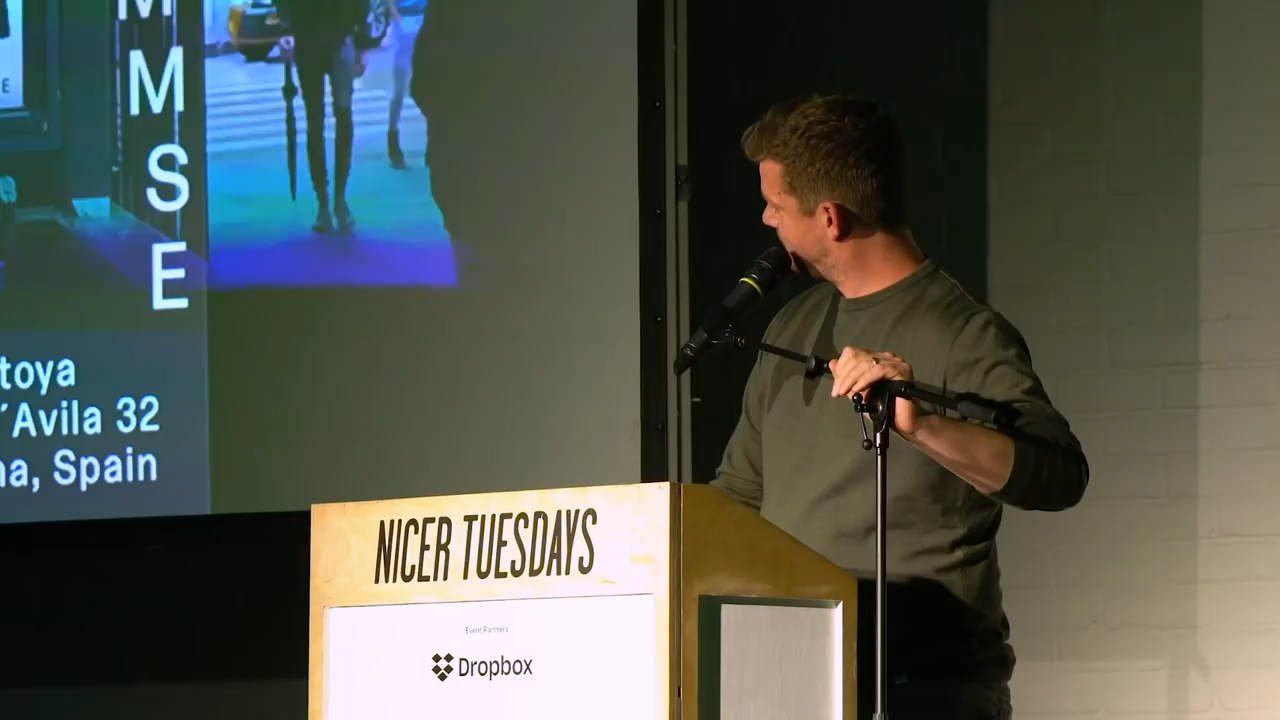 M
M
S
E
toya
´Avila 32
na, Spain
E
NICER TUESDAYS
Event Partners
Dropbox